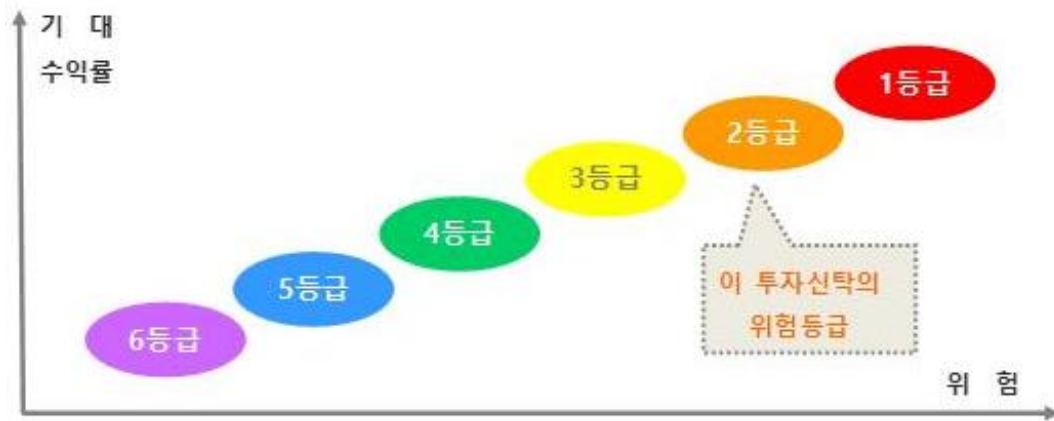 기 대
수익률
1등급
2등급
3등급
4등급
5등급
6등급
이 투자신탁의
위험등급
위 험